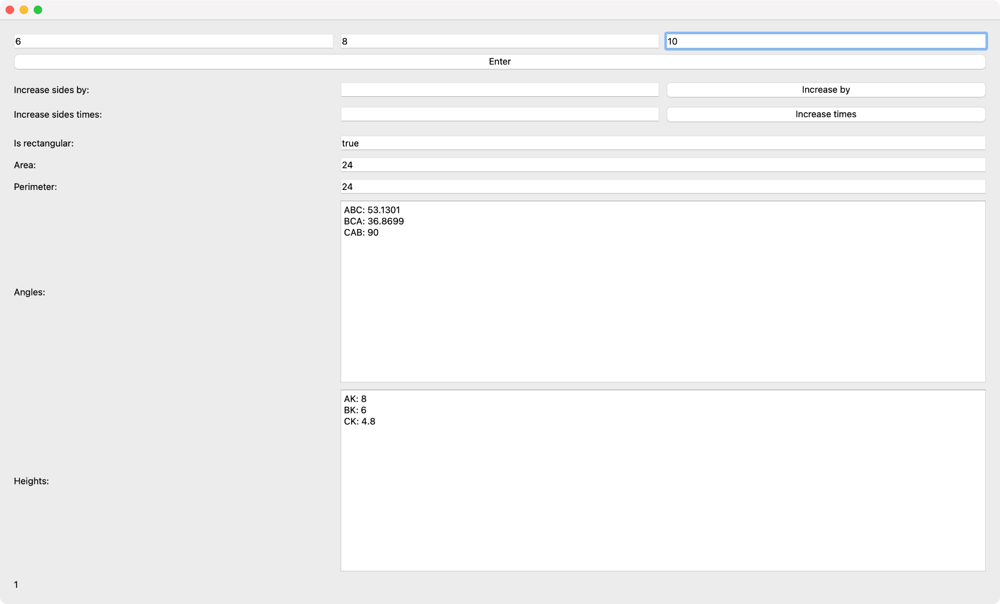 6 8 10
Enter
Increase sides by: Increase by
Increase sides times: Increase times
Is rectangular: true
Area: 24
Perimeter: 24
ABC: 53.1301
BCA: 36.8699
CAB: 90
Angles:
AK: 8
BK: 6
CK: 4.8
Heights:
1